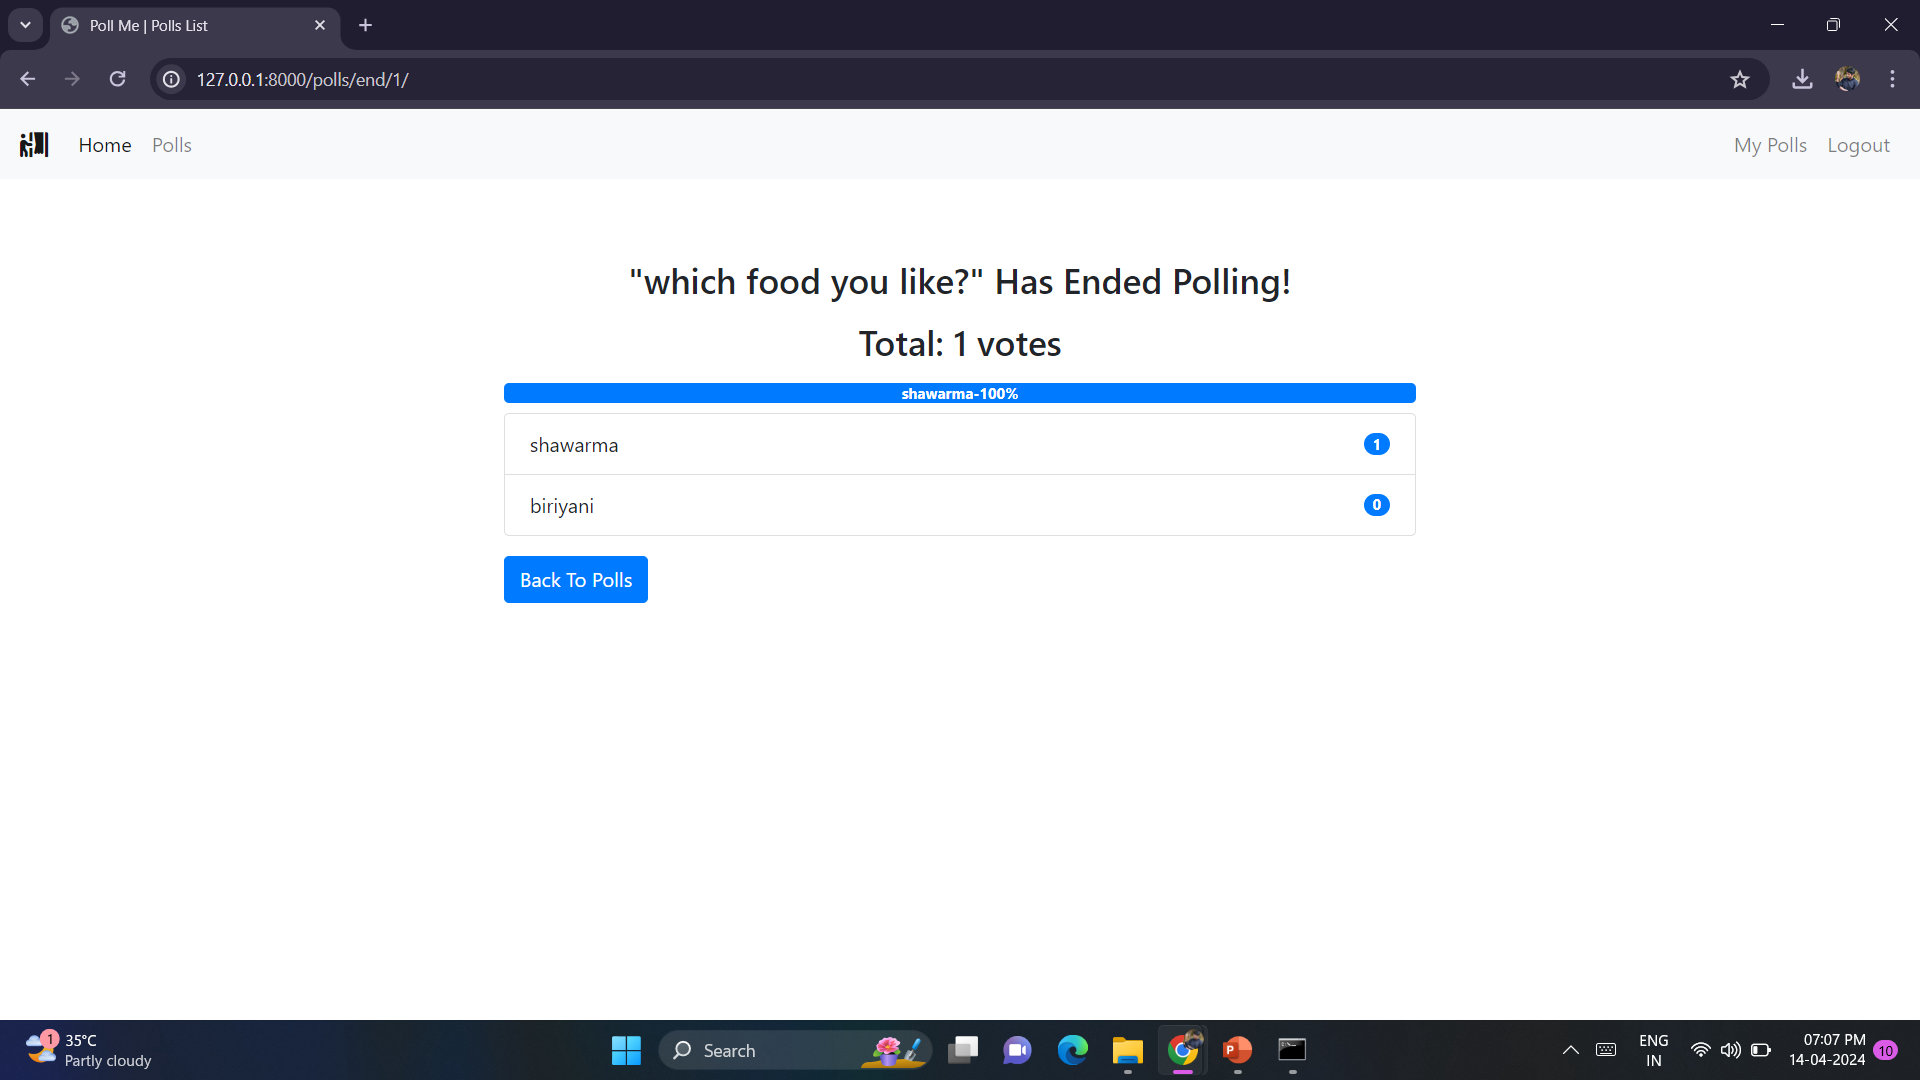 Poll Me | Polls List
127.0.0.1:8000/polls/end/1/
Home Polls My Polls Logout
"which food you like?" Has Ended Polling!
Total: 1 votes
shawarma-100%
shawarma 1
biriyani 0
Back To Polls
1 35°C
Partly cloudy
Search
P
ENG
IN
07:07 PM
14-04-2024
10